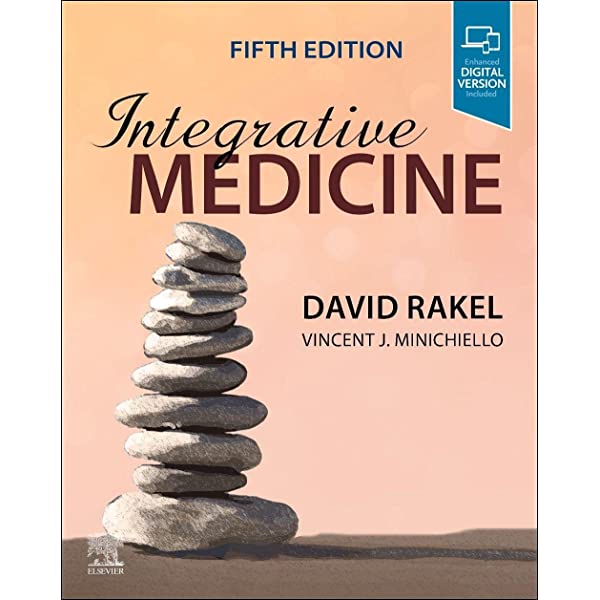 FIFTH EDITION
Enhanced
DIGITAL
VERSION
Included
Integrative
MEDICINE
DAVID RAKEL
VINCENT J. MINICHIELLO
ELSEVIER